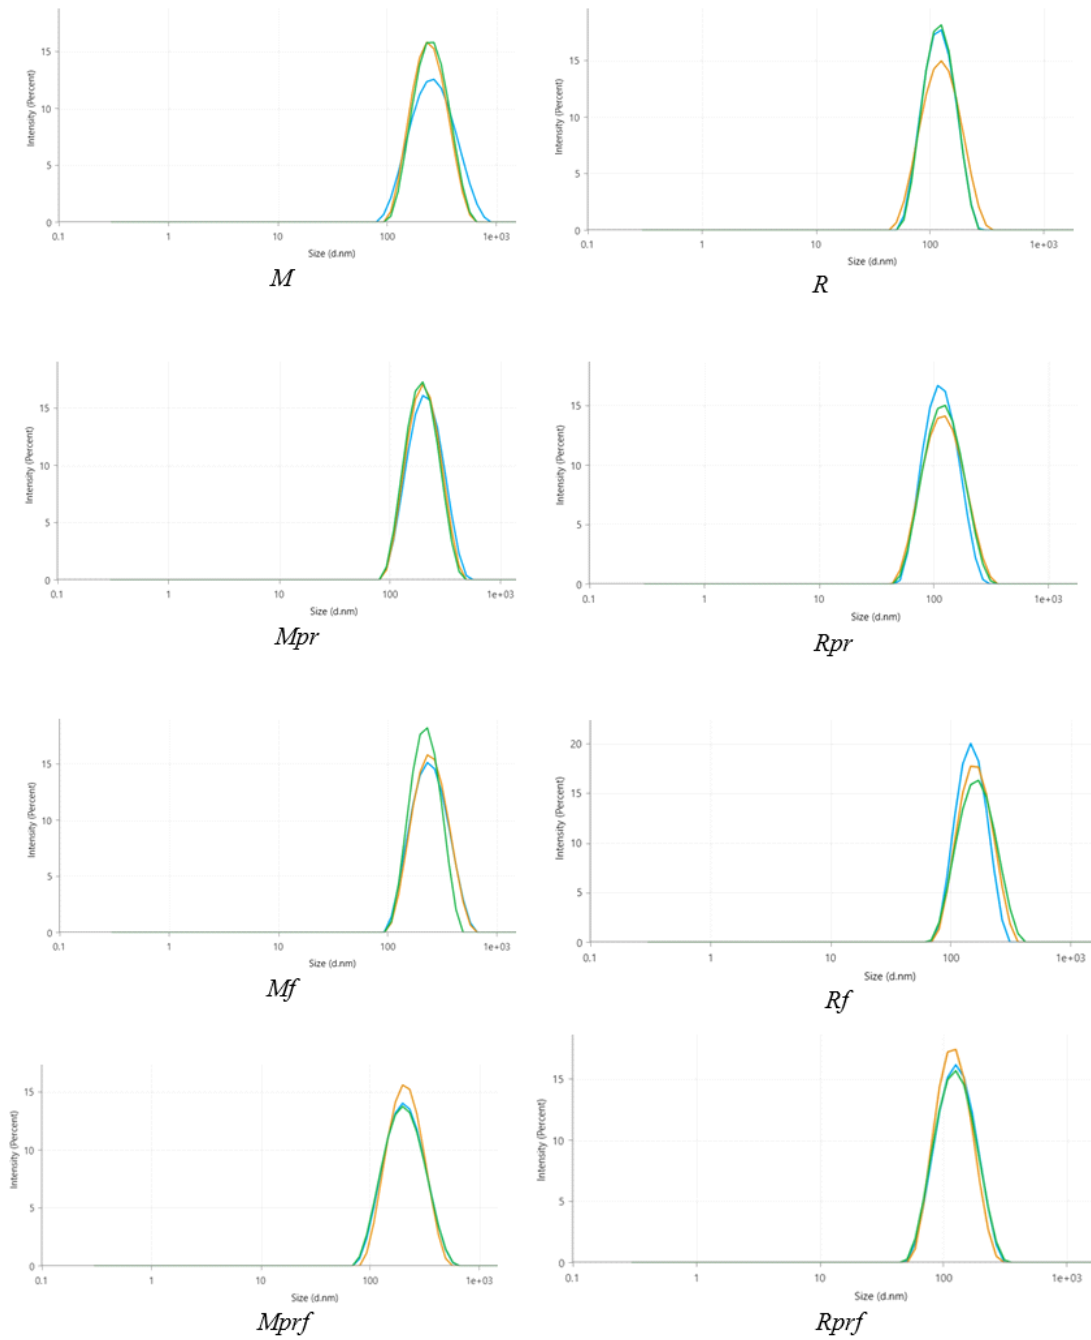 Intensity (Percent)
15
10
5
0
0.1 1 10 100 1e+03
Size (d.nm)
M
Intensity (Percent)
15
10
5
0
0.1 1 10 100 1e+03
Size (d.nm)
R
Intensity (Percent)
15
10
5
0
0.1 1 10 100 1e+03
Size (d.nm)
Mpr
Intensity (Percent)
15
10
5
0
0.1 1 10 100 1e+03
Size (d.nm)
Rpr
Intensity (Percent)
15
10
5
0
0.1 1 10 100 1e+03
Size (d.nm)
Mf
Intensity (Percent)
20
15
10
5
0
0.1 1 10 100 1e+03
Size (d.nm)
Rf
Intensity (Percent)
15
10
5
0
0.1 1 10 100 1e+03
Size (d.nm)
Mprf
Intensity (Percent)
15
10
5
0
0.1 1 10 100 1e+03
Size (d.nm)
Rprf